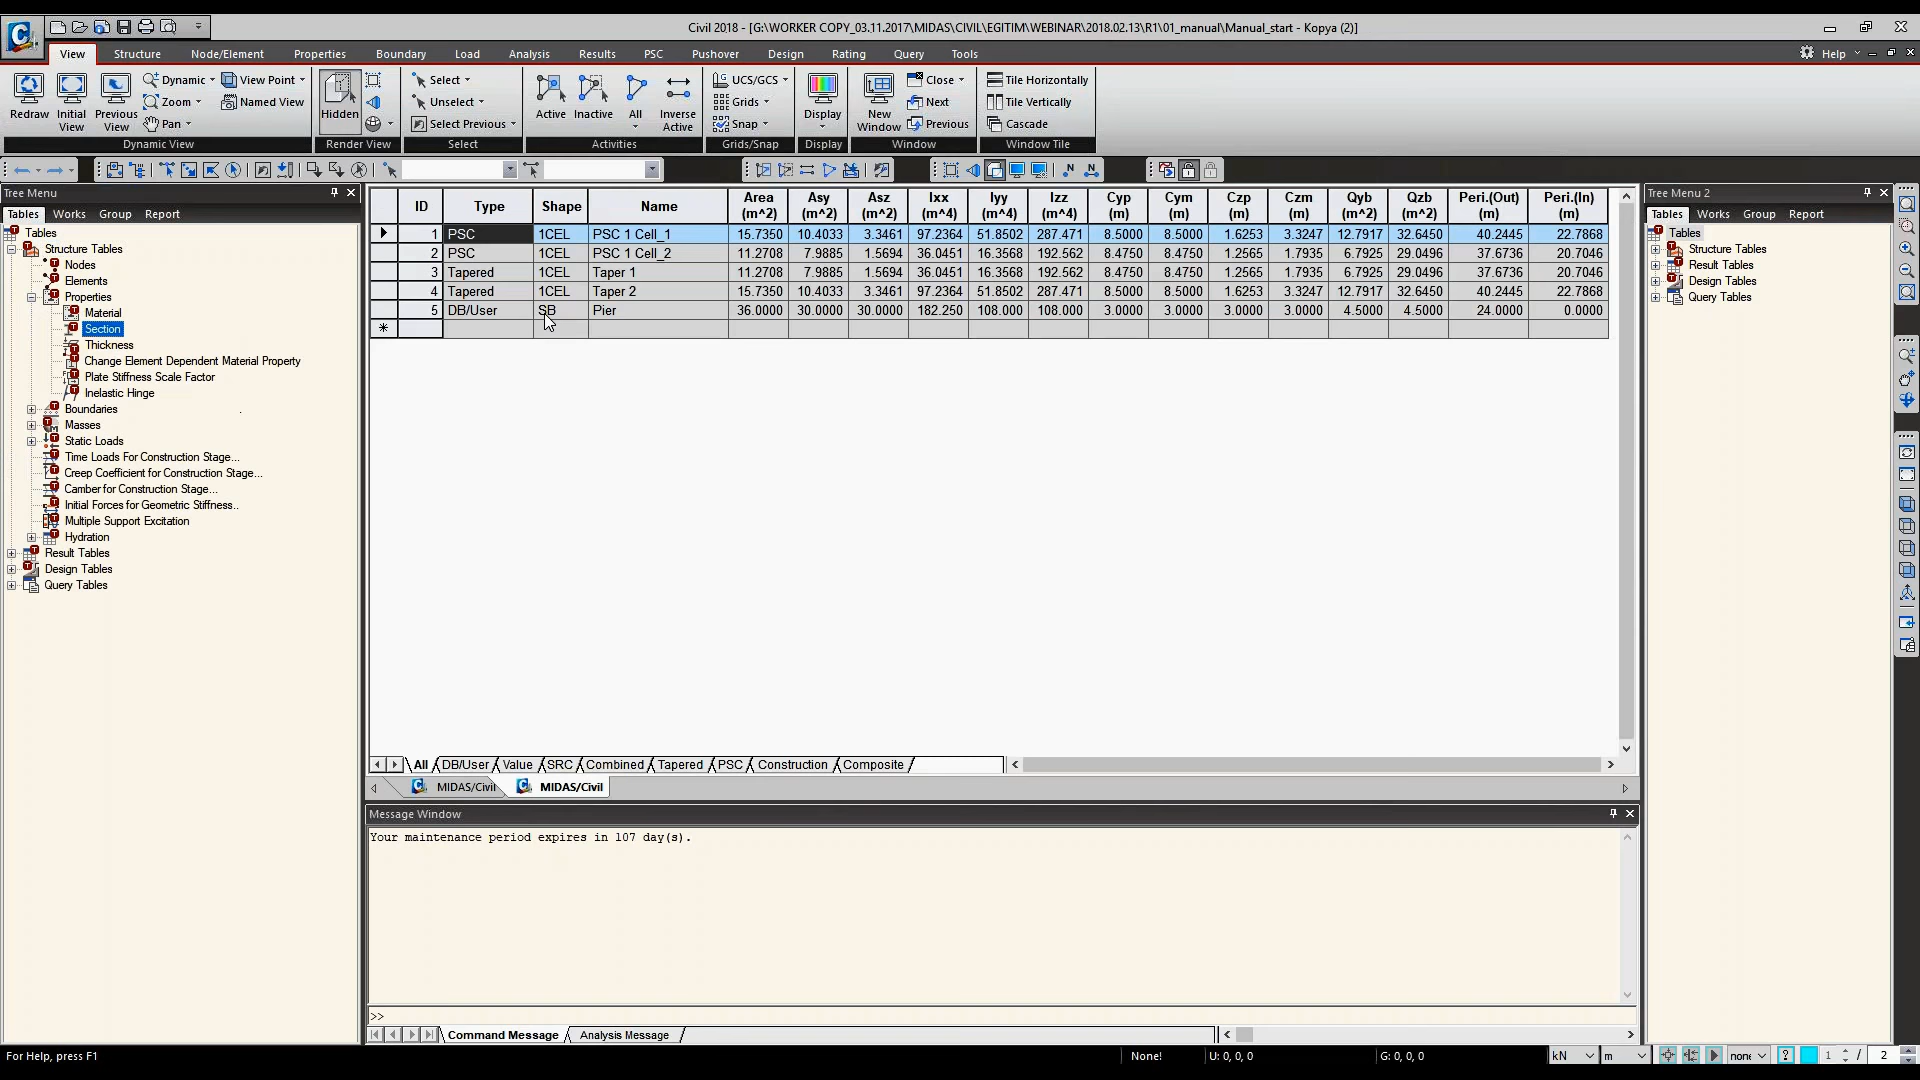 Civil 2018 - [G:\WORKER COPY_03.11.2017\MIDAS\CIVIL\EGITIM\WEBINAR\2018.02.13\R1\01_manual\Manual_start - Kopya (2)]
View Structure Node/Element Properties Boundary Load Analysis Results PSC Pushover Design Rating Query Tools Help
Redraw Initial View Previous View Dynamic Zoom Pan View Point Named View Dynamic View
Hidden Render View
Select Unselect Select Previous Select
Active Inactive All Inverse Active Activities
UCS/GCS Grids Snap Grids/Snap
Display Display
New Window Close Next Previous Window
Tile Horizontally Tile Vertically Cascade Window Tile
Tree Menu
Tables Works Group Report
Tables
Structure Tables
Nodes
Elements
Properties
Material
Section
Thickness
Change Element Dependent Material Property
Plate Stiffness Scale Factor
Inelastic Hinge
Boundaries
Masses
Static Loads
Time Loads For Construction Stage...
Creep Coefficient for Construction Stage...
Camber for Construction Stage...
Initial Forces for Geometric Stiffness..
Multiple Support Excitation
Hydration
Result Tables
Design Tables
Query Tables
ID Type Shape Name Area (m^2) Asy (m^2) Asz (m^2) Ixx (m^4) Iyy (m^4) Izz (m^4) Cyp (m) Cym (m) Czp (m) Czm (m) Qyb (m^2) Qzb (m^2) Peri.(Out) (m) Peri.(In) (m)
1 PSC 1CEL PSC 1 Cell_1 15.7350 10.4033 3.3461 97.2364 51.8502 287.471 8.5000 8.5000 1.6253 3.3247 12.7917 32.6450 40.2445 22.7868
2 PSC 1CEL PSC 1 Cell_2 11.2708 7.9885 1.5694 36.0451 16.3568 192.562 8.4750 8.4750 1.2565 1.7935 6.7925 29.0496 37.6736 20.7046
3 Tapered 1CEL Taper 1 11.2708 7.9885 1.5694 36.0451 16.3568 192.562 8.4750 8.4750 1.2565 1.7935 6.7925 29.0496 37.6736 20.7046
4 Tapered 1CEL Taper 2 15.7350 10.4033 3.3461 97.2364 51.8502 287.471 8.5000 8.5000 1.6253 3.3247 12.7917 32.6450 40.2445 22.7868
5 DB/User SB Pier 36.0000 30.0000 30.0000 182.250 108.000 108.000 3.0000 3.0000 3.0000 3.0000 4.5000 4.5000 24.0000 0.0000
*
All DB/User Value SRC Combined Tapered PSC Construction Composite
MIDAS/Civil MIDAS/Civil
Message Window
Your maintenance period expires in 107 day(s).
>>
Command Message Analysis Message
Tree Menu 2
Tables Works Group Report
Tables
Structure Tables
Result Tables
Design Tables
Query Tables
For Help, press F1 None! U: 0, 0, 0 G: 0, 0, 0 kN m none 1 / 2